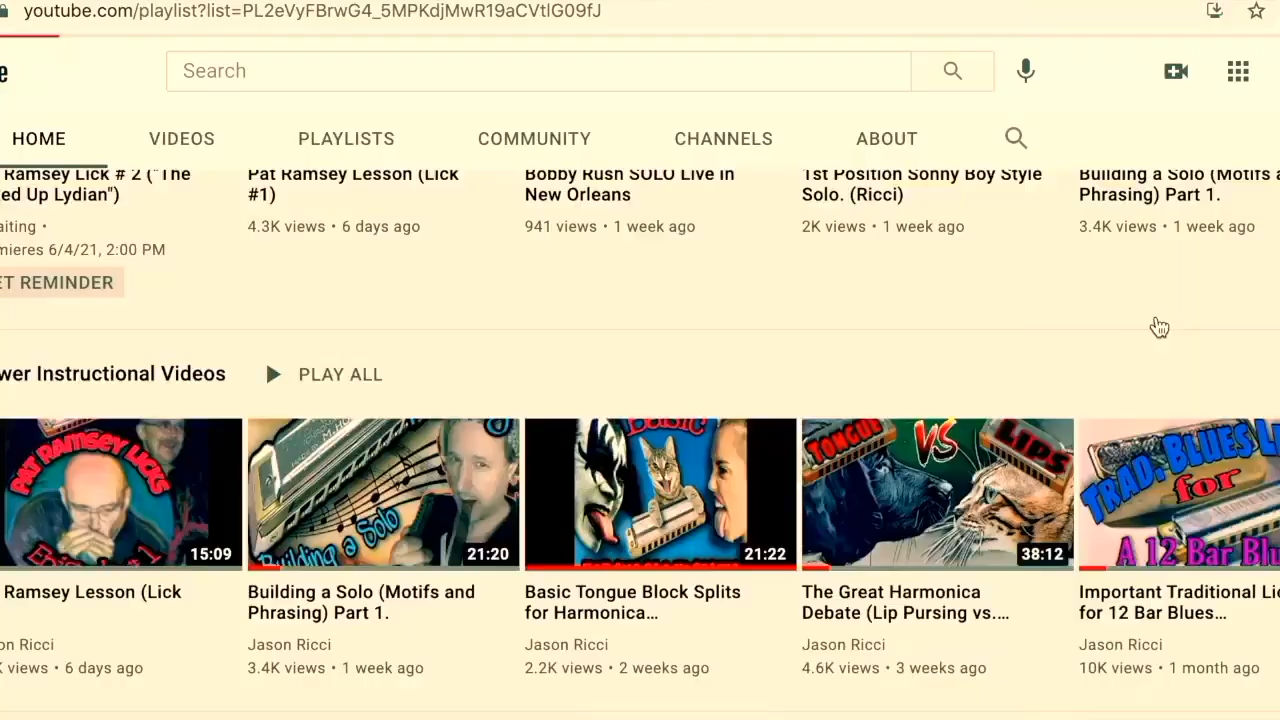 youtube.com/playlist?list=PL2eVyFBrwG4_5MPKdjMwR19aCVtlG09fJ
e
Search
HOME VIDEOS PLAYLISTS COMMUNITY CHANNELS ABOUT
Ramsey Lick # 2 ("The
ed Up Lydian")
aiting •
mieres 6/4/21, 2:00 PM
ET REMINDER
Pat Ramsey Lesson (Lick
#1)
4.3K views • 6 days ago
Bobby Rush SOLO Live in
New Orleans
941 views • 1 week ago
1st Position Sonny Boy Style
Solo. (Ricci)
2K views • 1 week ago
Building a Solo (Motifs a
Phrasing) Part 1.
3.4K views • 1 week ago
wer Instructional Videos PLAY ALL
PAT RAMSEY LICKS
15:09
Building a Solo
21:20
Basic
21:22
TONGUE VS LIPS
38:12
TRAD. BLUES LI
for
A 12 Bar Blu
Ramsey Lesson (Lick
on Ricci
K views • 6 days ago
Building a Solo (Motifs and
Phrasing) Part 1.
Jason Ricci
3.4K views • 1 week ago
Basic Tongue Block Splits
for Harmonica...
Jason Ricci
2.2K views • 2 weeks ago
The Great Harmonica
Debate (Lip Pursing vs....
Jason Ricci
4.6K views • 3 weeks ago
Important Traditional Lic
for 12 Bar Blues...
Jason Ricci
10K views • 1 month ago